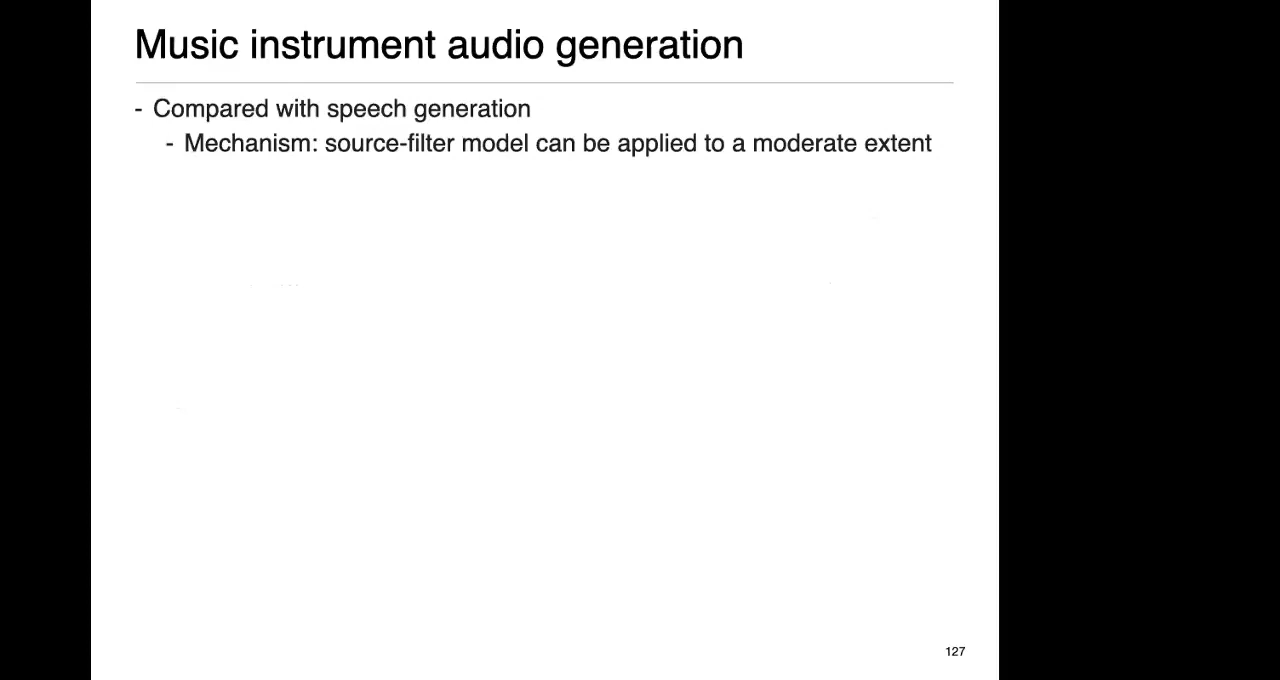 Music instrument audio generation
- Compared with speech generation
- Mechanism: source-filter model can be applied to a moderate extent
127